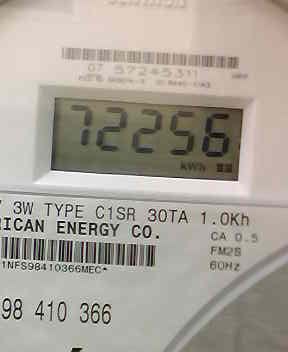 07 57245311
72256
kWh
3W TYPE C1SR 30TA 1.0Kh
RICAN ENERGY CO.
CA 0.5
FM2S
60Hz
1NFS98410366MEC*
98 410 366